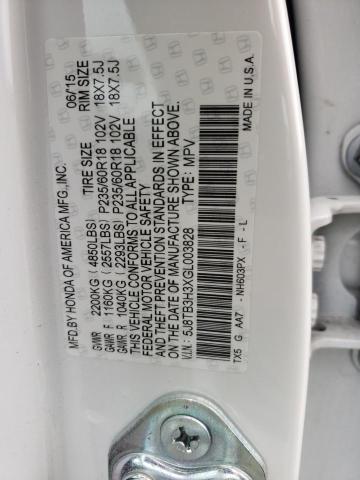 MFD.BY HONDA OF AMERICA MFG.,INC. 06/15
TIRE SIZE RIM SIZE
GVWR 2200KG (4850LBS)
GAWR F 1160KG (2557LBS) P235/60R18 102V 18X7.5J
GAWR R 1040KG (2293LBS) P235/60R18 102V 18X7.5J
THIS VEHICLE CONFORMS TO ALL APPLICABLE
FEDERAL MOTOR VEHICLE SAFETY
AND THEFT PREVENTION STANDARDS IN EFFECT
ON THE DATE OF MANUFACTURE SHOWN ABOVE.
V.I.N.: 5J8TB3H3XGL003828 TYPE: MPV
MADE IN U.S.A.
TX5 G AA7 - NH603PX - F - L